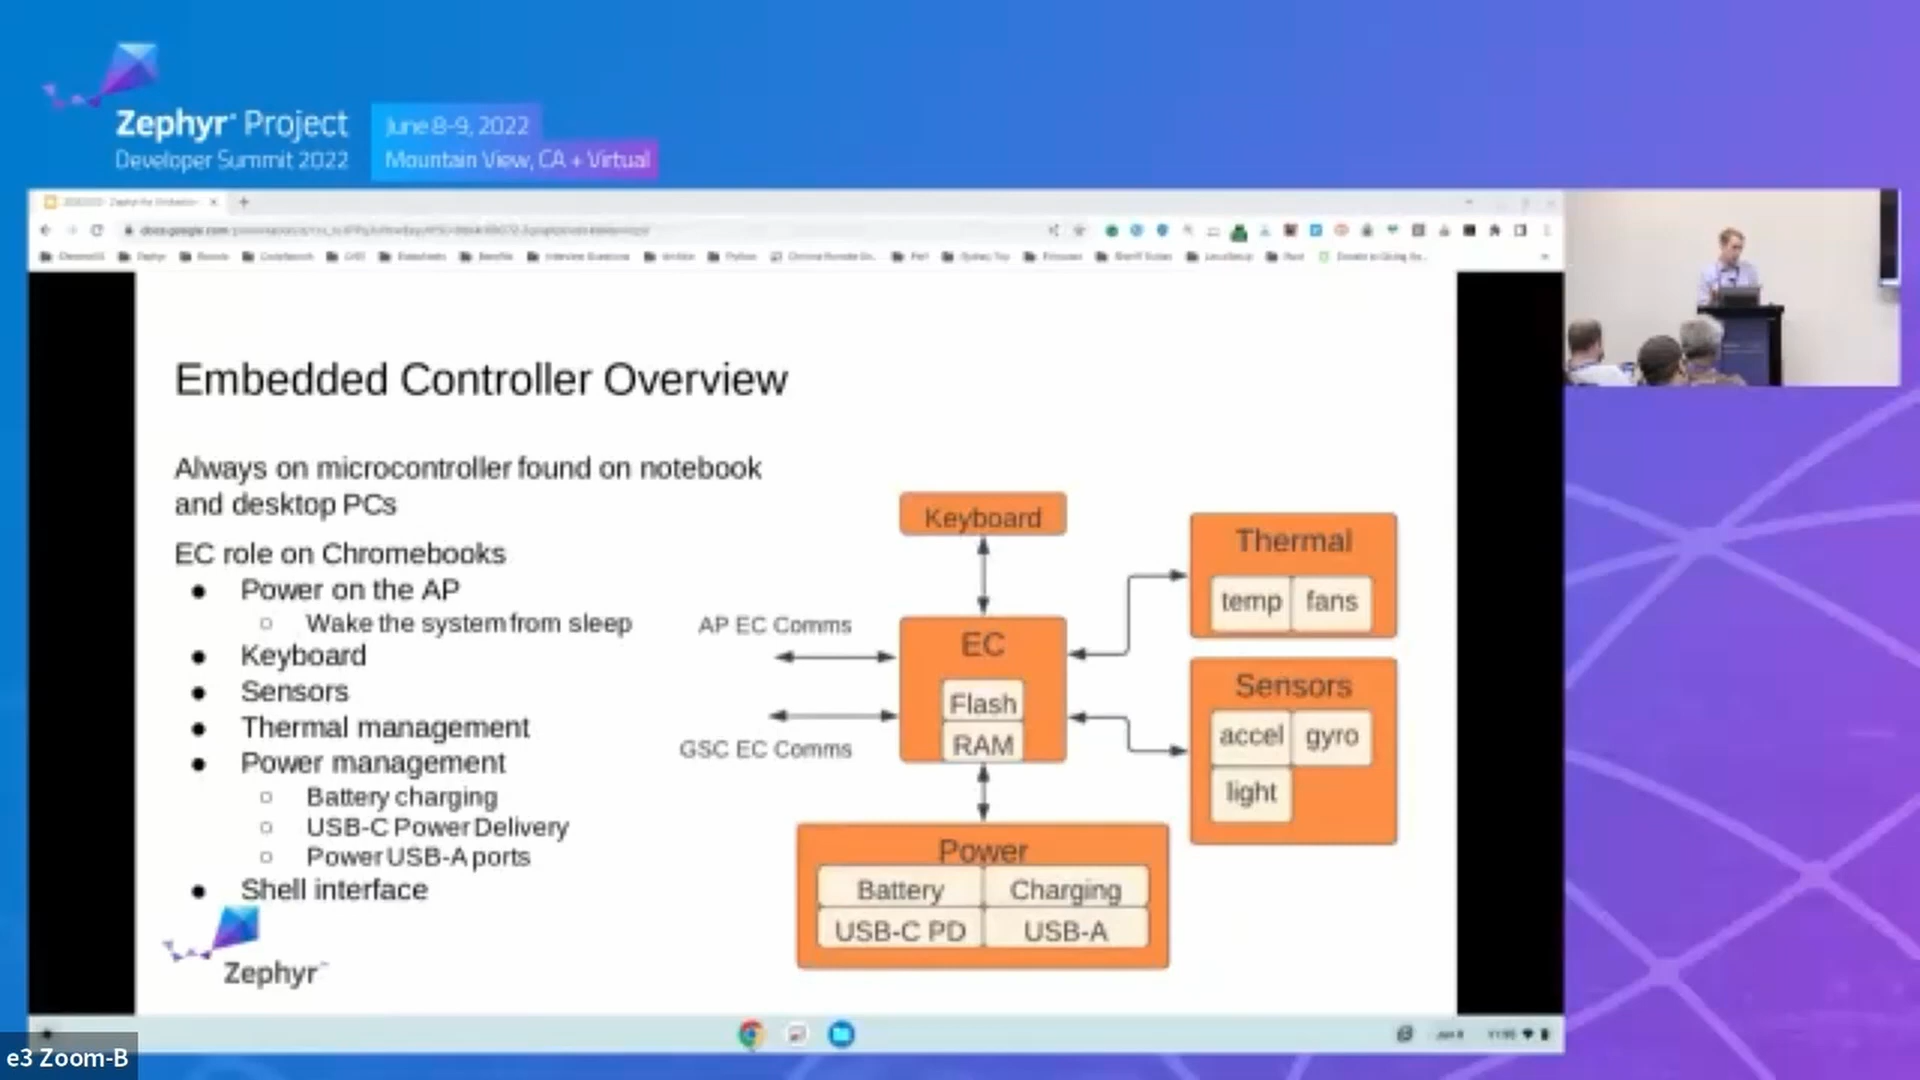 Zephyr® Project
Developer Summit 2022
June 8-9, 2022
Mountain View, CA + Virtual
docs.google.com
Embedded Controller Overview
Always on microcontroller found on notebook
and desktop PCs
EC role on Chromebooks
● Power on the AP
○ Wake the system from sleep
● Keyboard
● Sensors
● Thermal management
● Power management
○ Battery charging
○ USB-C Power Delivery
○ Power USB-A ports
● Shell interface
Zephyr™
Keyboard
AP EC Comms
GSC EC Comms
EC
Flash
RAM
Thermal
temp fans
Sensors
accel gyro
light
Power
Battery Charging
USB-C PD USB-A
e3 Zoom-B